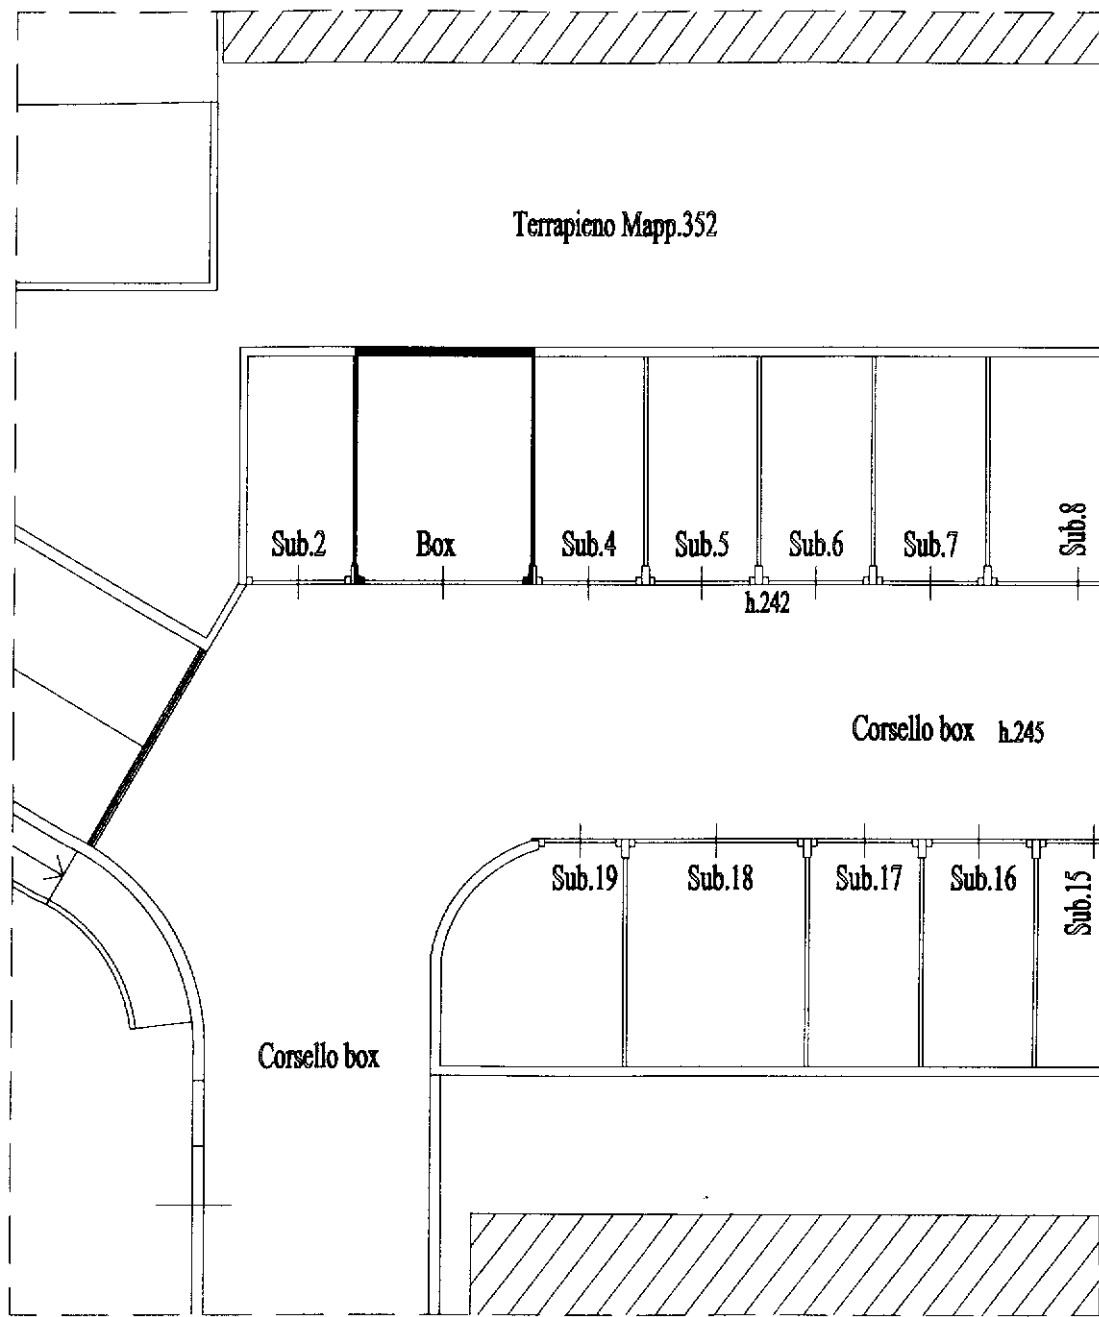 Terrapieno Mapp.352
Sub.2
Box
Sub.4
Sub.5
Sub.6
Sub.7
Sub.8
h.242
Corsello box h.245
Sub.19
Sub.18
Sub.17
Sub.16
Sub.15
Corsello box